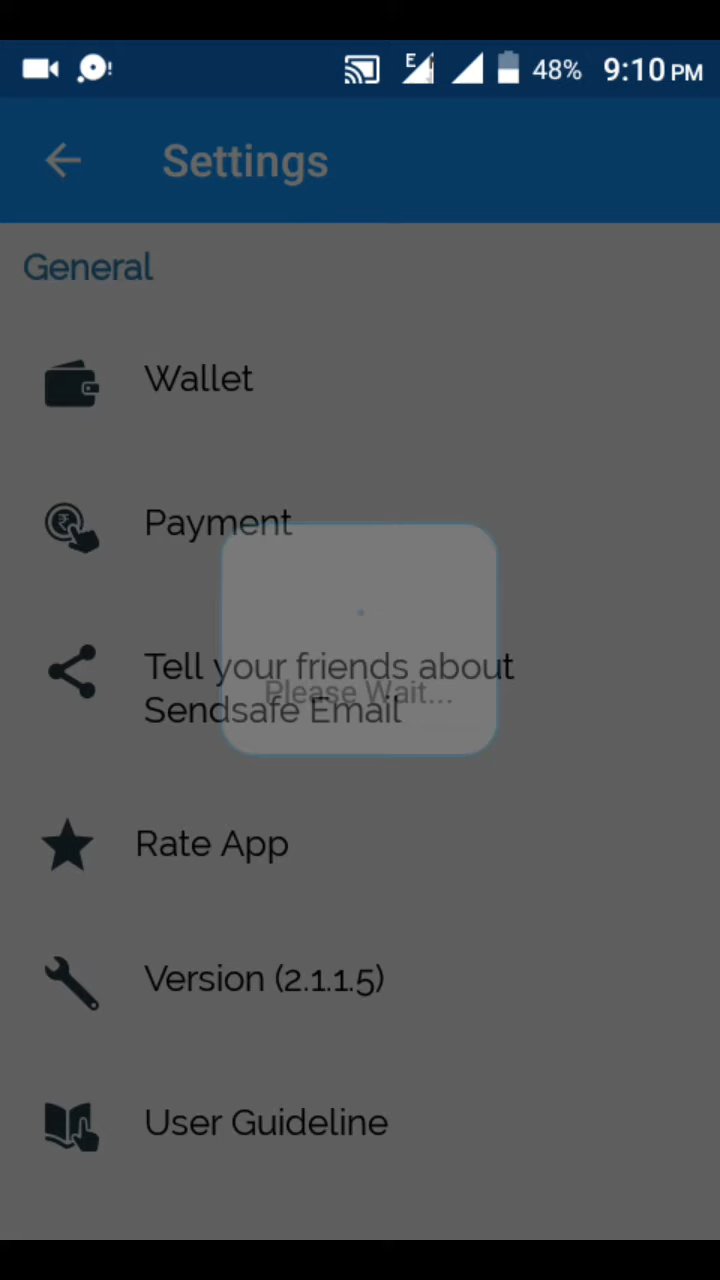 E 48% 9:10 PM
Settings
General
Wallet
Payment
Tell your friends about
Please Wait...
Sendsafe Email
Rate App
Version (2.1.1.5)
User Guideline